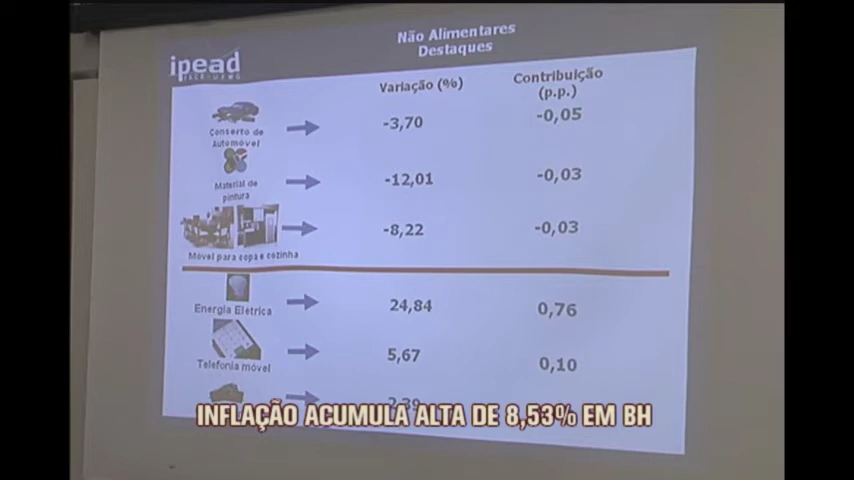 ipead
FACE - UFMG
Não Alimentares
Destaques
Variação (%)
Contribuição
(p.p.)
Conserto de
Automóvel
-3,70
-0,05
Material de
pintura
-12,01
-0,03
Móvel para copa e cozinha
-8,22
-0,03
Energia Elétrica
24,84
0,76
Telefonia móvel
5,67
0,10
INFLAÇÃO ACUMULA ALTA DE 8,53% EM BH